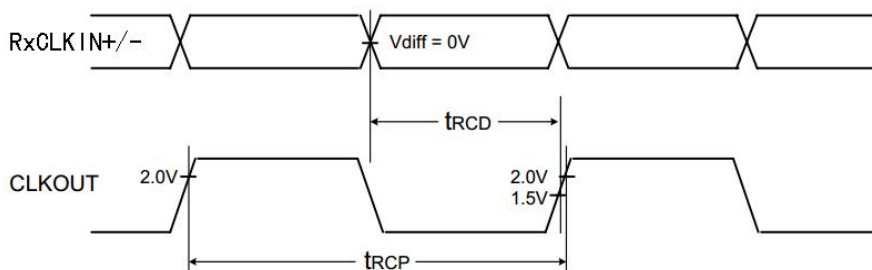 RxCLKIN+/-
Vdiff = 0V
tRCD
CLKOUT
2.0V
2.0V
1.5V
tRCP